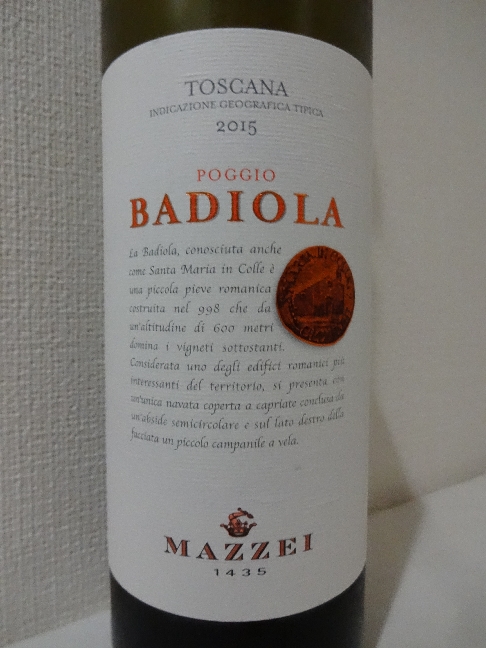 TOSCANA
INDICAZIONE GEOGRAFICA TIPICA
2015
POGGIO
BADIOLA
La Badiola, conosciuta anche
come Santa Maria in Colle è
una piccola pieve romanica
costruita nel 998 che da
un'altitudine di 600 metri
domina i vigneti sottostanti.
Considerata uno degli edifici romanici più
interessanti del territorio, si presenta con
un'unica navata coperta a capriate conclusa da
un'abside semicircolare e sul lato destro della
facciata un piccolo campanile a vela.
MAZZEI
1435